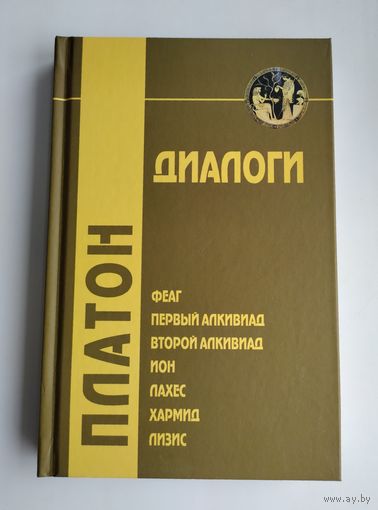 ПЛАТОН
ДИАЛОГИ
ФЕАГ
ПЕРВЫЙ АЛКИВИАД
ВТОРОЙ АЛКИВИАД
ИОН
ЛАХЕС
ХАРМИД
ЛИЗИС
www.ay.by